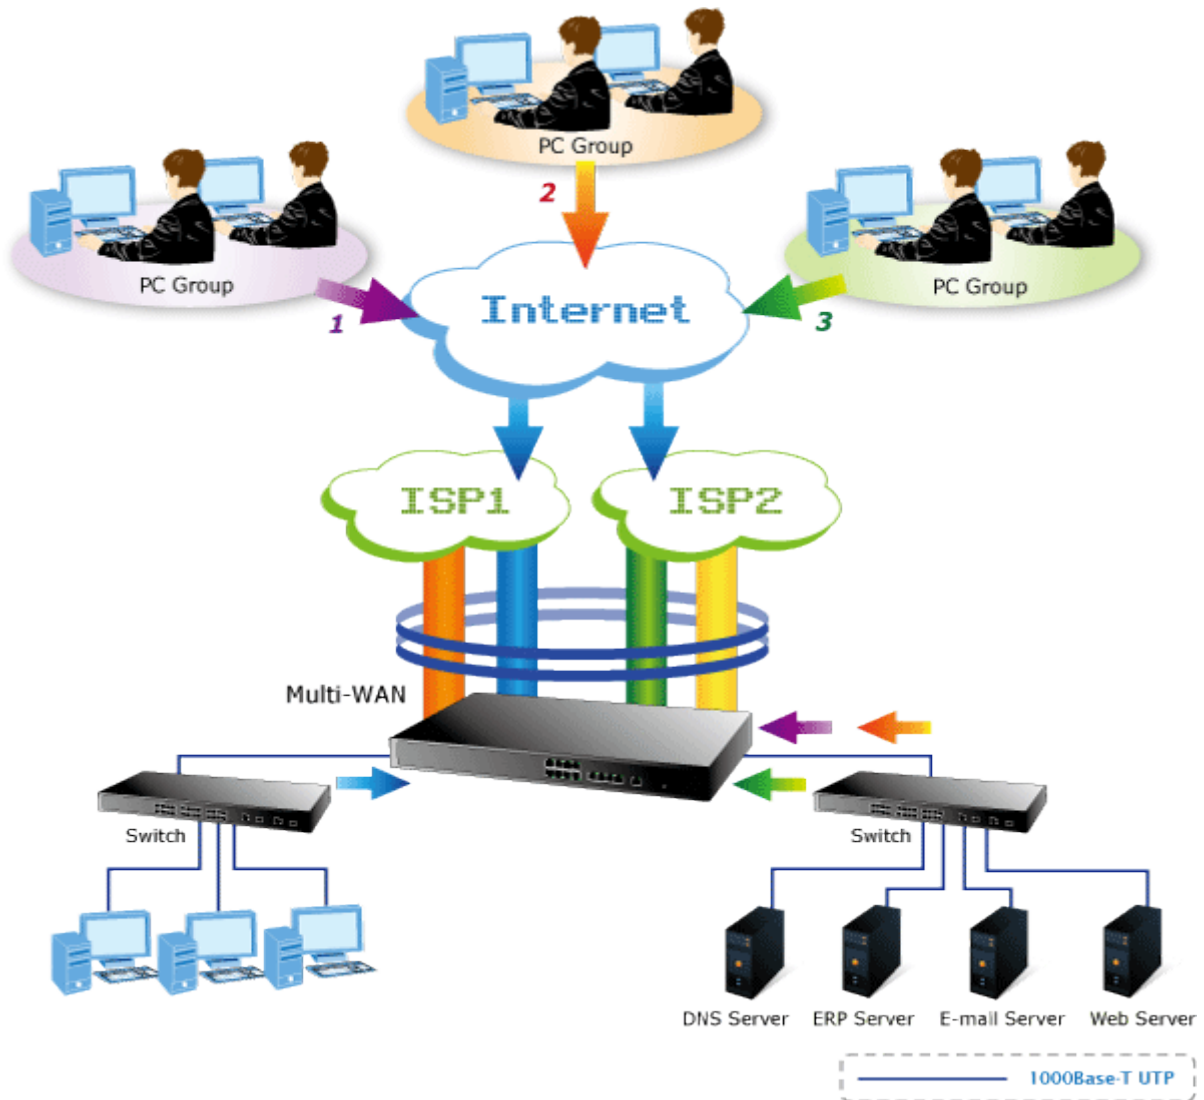 PC Group
2
PC Group
1
PC Group
3
Internet
ISP1
ISP2
Multi-WAN
Switch
Switch
DNS Server
ERP Server
E-mail Server
Web Server
1000Base-T UTP